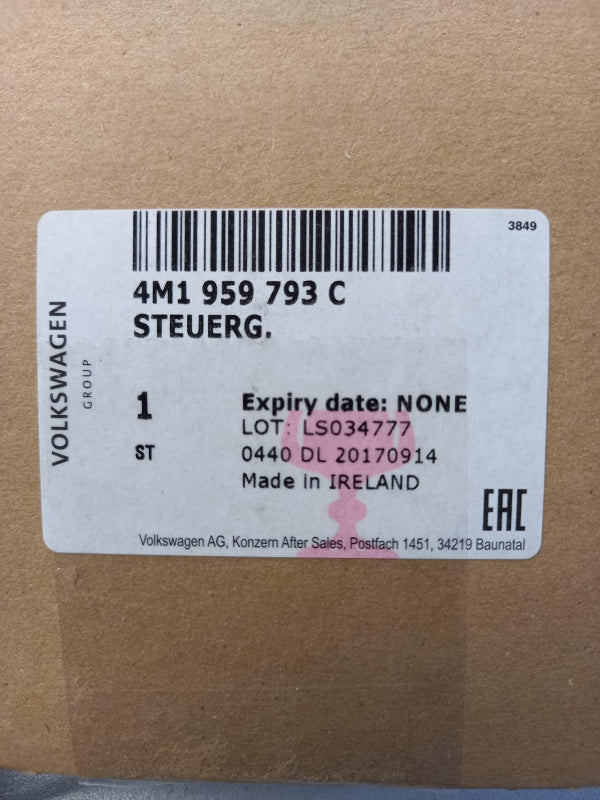 3849
4M1 959 793 C
STEUERG.
VOLKSWAGEN
GROUP
1
ST
Expiry date: NONE
LOT: LS034777
0440 DL 20170914
Made in IRELAND
EAC
Volkswagen AG, Konzern After Sales, Postfach 1451, 34219 Baunatal